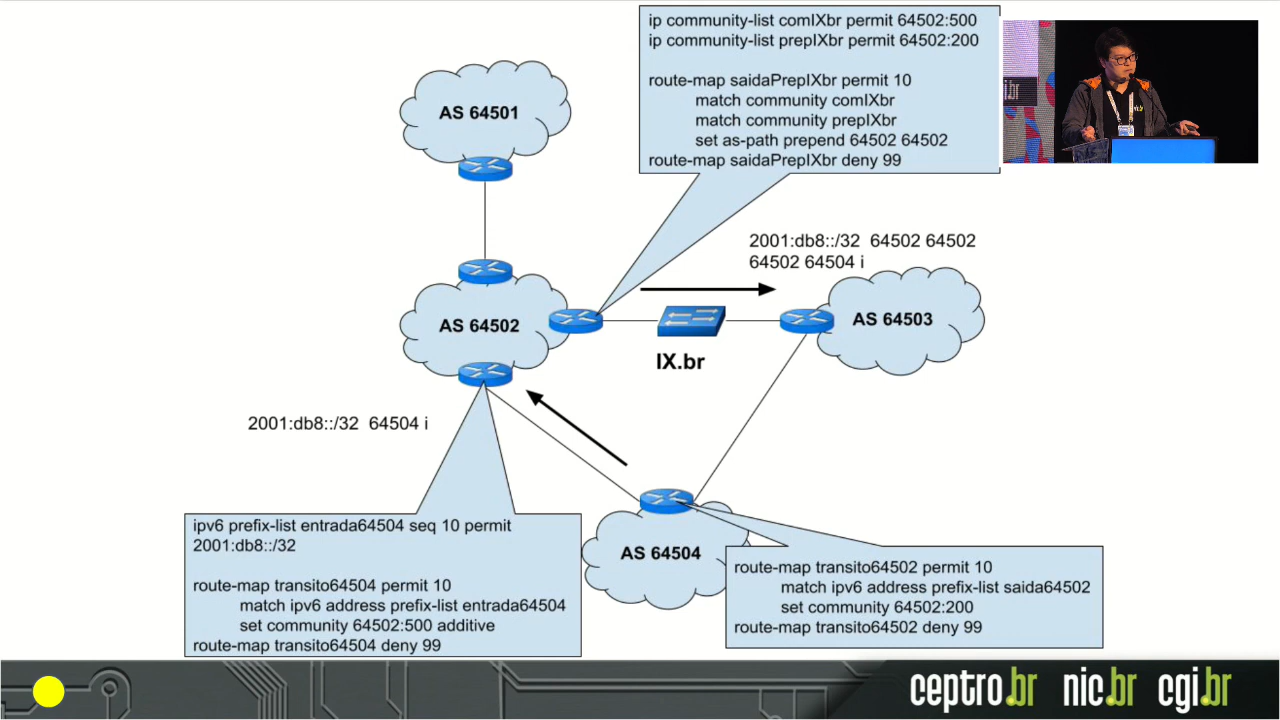 ip community-list comIXbr permit 64502:500
ip community-list prepIXbr permit 64502:200
route-map saidaPrepIXbr permit 10
match community comIXbr
match community prepIXbr
set as-path prepend 64502 64502
route-map saidaPrepIXbr deny 99
i.br
AS 64501
2001:db8::/32 64502 64502
64502 64504 i
AS 64502
AS 64503
IX.br
2001:db8::/32 64504 i
ipv6 prefix-list entrada64504 seq 10 permit
2001:db8::/32
route-map transito64504 permit 10
match ipv6 address prefix-list entrada64504
set community 64502:500 additive
route-map transito64504 deny 99
AS 64504
route-map transito64502 permit 10
match ipv6 address prefix-list saida64502
set community 64502:200
route-map transito64502 deny 99
ceptro.br nic.br cgi.br